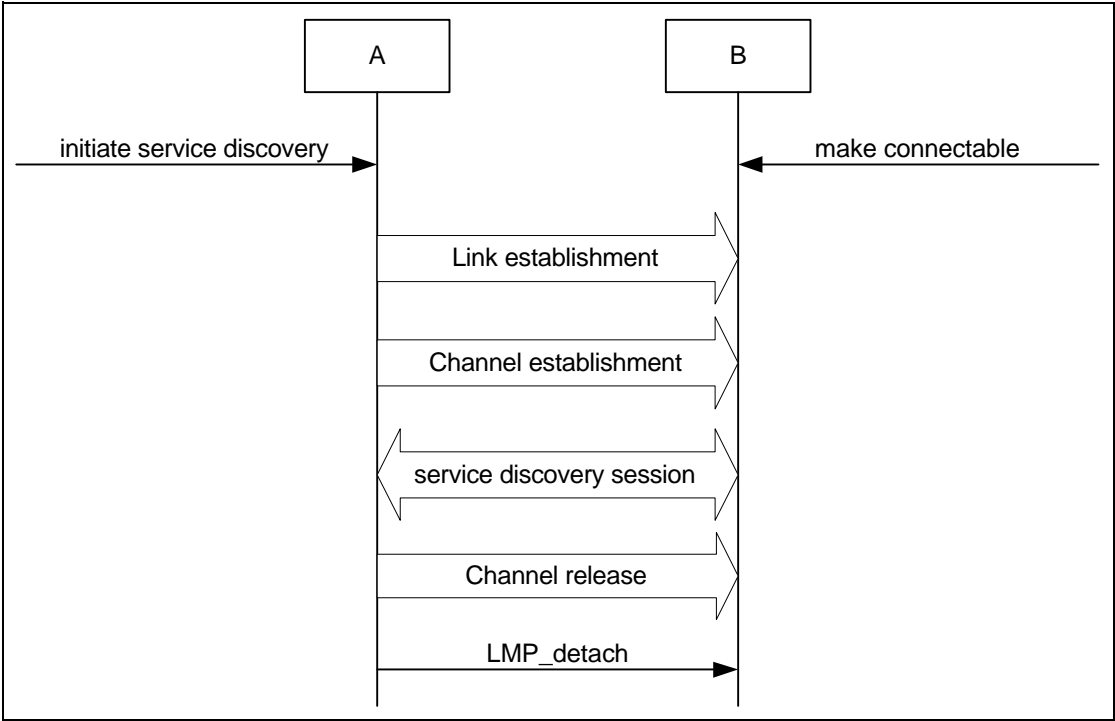 A
B
initiate service discovery
make connectable
Link establishment
Channel establishment
service discovery session
Channel release
LMP_detach